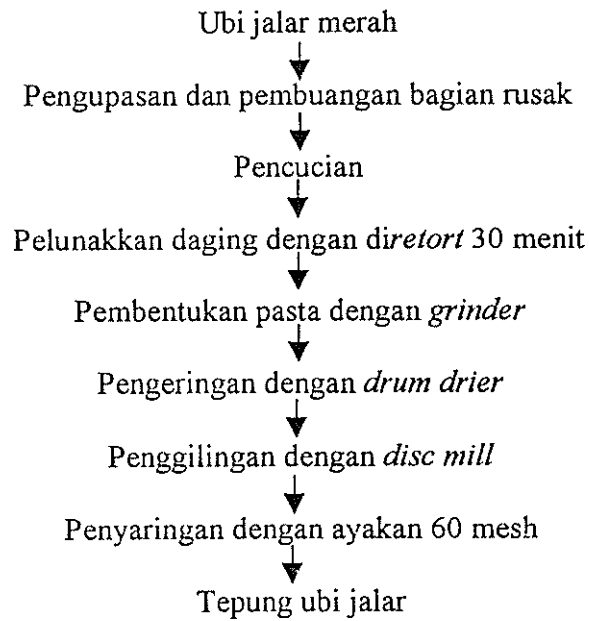 Ubi jalar merah
Pengupasan dan pembuangan bagian rusak
Pencucian
Pelunakkan daging dengan diretort 30 menit
Pembentukan pasta dengan grinder
Pengeringan dengan drum drier
Penggilingan dengan disc mill
Penyaringan dengan ayakan 60 mesh
Tepung ubi jalar